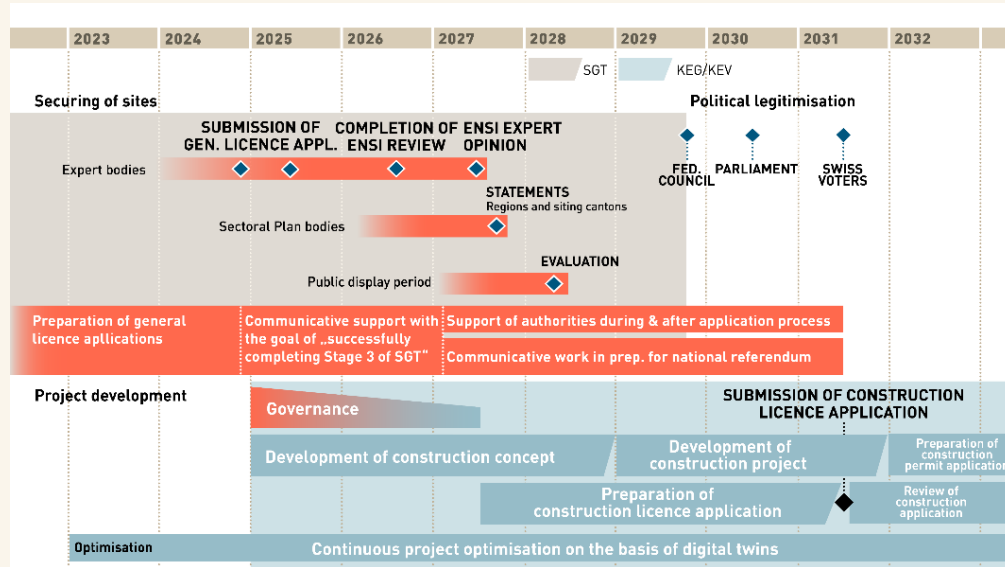 2023 2024 2025 2026 2027 2028 2029 2030 2031 2032
SGT KEG/KEV
Securing of sites
Political legitimisation
SUBMISSION OF
GEN. LICENCE APPL.
COMPLETION OF
ENSI REVIEW
ENSI EXPERT
OPINION
Expert bodies
FED.
COUNCIL
PARLIAMENT
SWISS
VOTERS
STATEMENTS
Regions and siting cantons
Sectoral Plan bodies
EVALUATION
Public display period
Preparation of general
licence apllications
Communicative support with
the goal of „successfully
completing Stage 3 of SGT“
Support of authorities during & after application process
Communicative work in prep. for national referendum
Project development
SUBMISSION OF CONSTRUCTION
LICENCE APPLICATION
Governance
Development of construction concept
Development of
construction project
Preparation of
construction
permit application
Preparation of
construction licence application
Review of
construction
application
Optimisation
Continuous project optimisation on the basis of digital twins